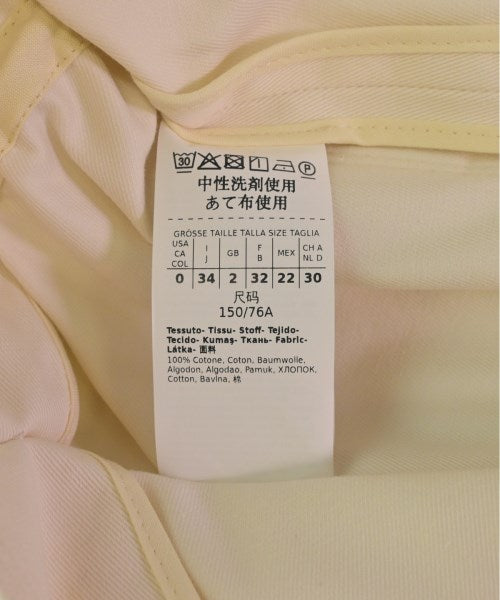 30 P
中性洗剤使用
あて布使用
GRÖSSE TAILLE TALLA SIZE TAGLIA
USA CA COL I J GB F B MEX CH A NL D
0 34 2 32 22 30
尺码
150/76A
Tessuto- Tissu- Stoff- Tejido-
Tecido- Kumaş- Ткань- Fabric-
Látka- 面料
100% Cotone, Coton, Baumwolle,
Algodon, Algodao, Pamuk, ХЛОПОК,
Cotton, Bavlna, 棉